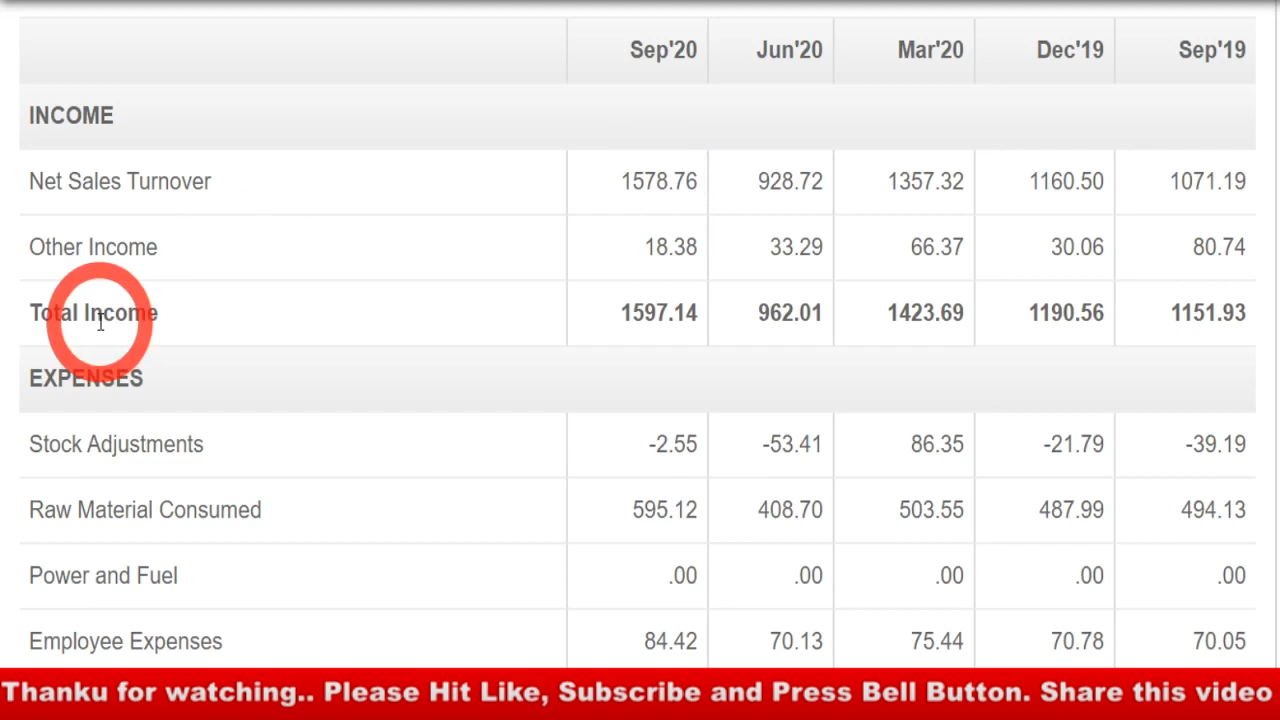 Sep'20 Jun'20 Mar'20 Dec'19 Sep'19
INCOME
Net Sales Turnover 1578.76 928.72 1357.32 1160.50 1071.19
Other Income 18.38 33.29 66.37 30.06 80.74
Total Income 1597.14 962.01 1423.69 1190.56 1151.93
EXPENSES
Stock Adjustments -2.55 -53.41 86.35 -21.79 -39.19
Raw Material Consumed 595.12 408.70 503.55 487.99 494.13
Power and Fuel .00 .00 .00 .00 .00
Employee Expenses 84.42 70.13 75.44 70.78 70.05
Thanku for watching.. Please Hit Like, Subscribe and Press Bell Button. Share this video